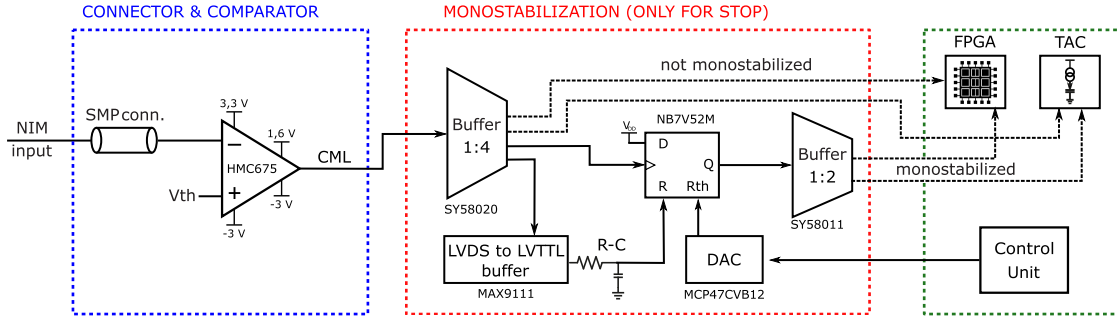 CONNECTOR & COMPARATOR
MONOSTABILIZATION (ONLY FOR STOP)
FPGA
TAC
not monostabilized
SMP conn.
NIM
input
3,3 V
1,6 V
HMC675
CML
Vth
-3 V
-3 V
Buffer
1:4
SY58020
VDD
NB7V52M
D
Q
R
Rth
Buffer
1:2
SY58011
monostabilized
LVDS to LVTTL
buffer
MAX9111
R-C
DAC
MCP47CVB12
Control
Unit